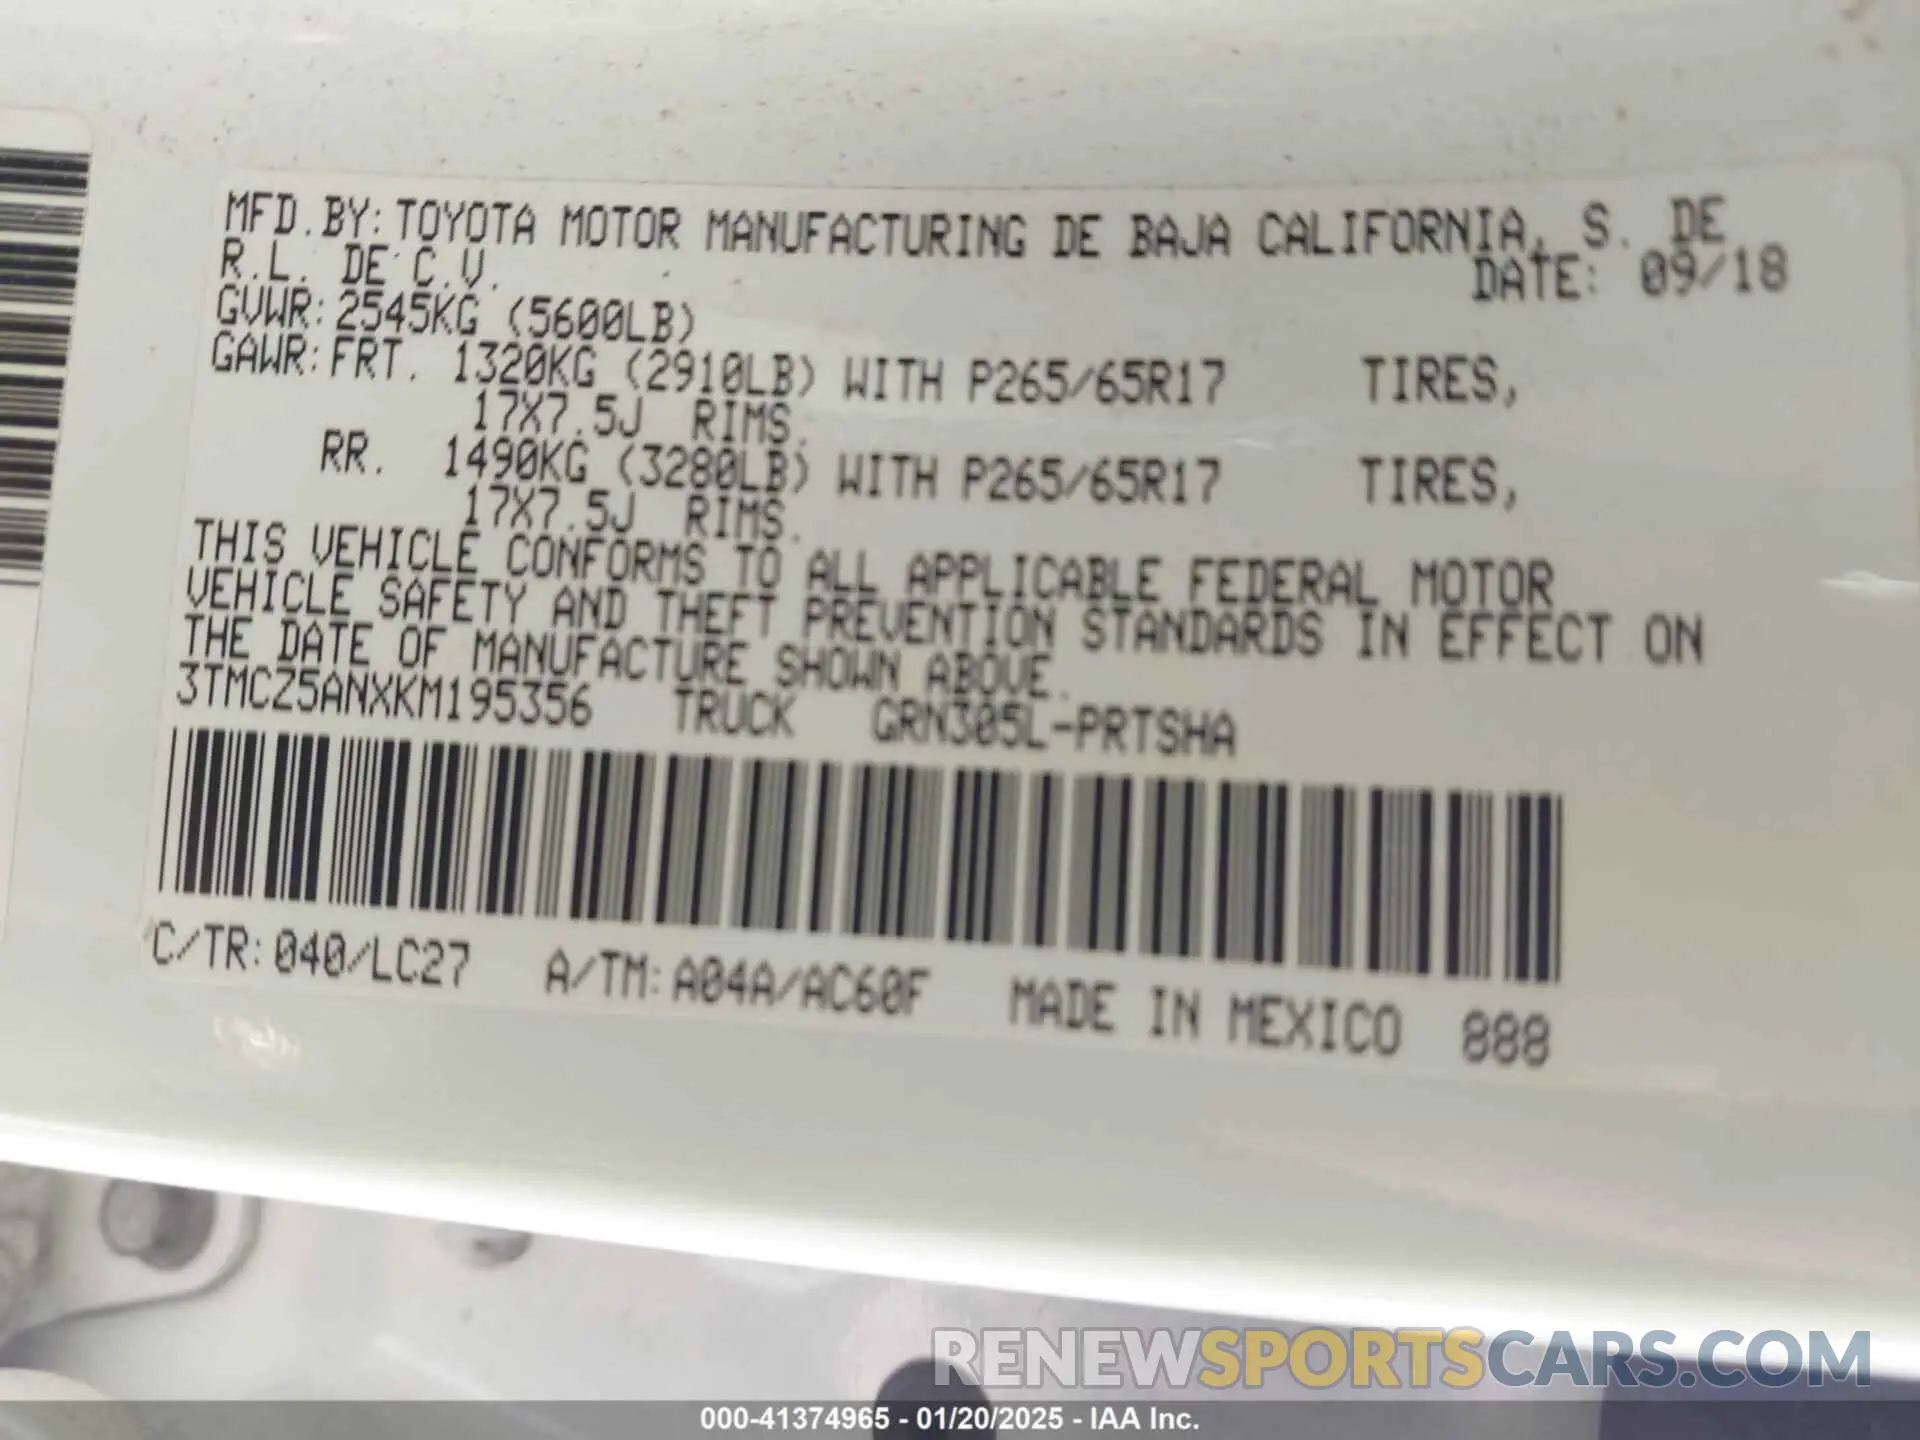 MFD.BY:TOYOTA MOTOR MANUFACTURING DE BAJA CALIFORNIA, S. DE
R.L. DE C.V.
DATE: 09/18
GVWR:2545KG (5600LB)
GAWR:FRT. 1320KG (2910LB) WITH P265/65R17 TIRES,
17X7.5J RIMS.
RR. 1490KG (3280LB) WITH P265/65R17 TIRES,
17X7.5J RIMS.
THIS VEHICLE CONFORMS TO ALL APPLICABLE FEDERAL MOTOR
VEHICLE SAFETY AND THEFT PREVENTION STANDARDS IN EFFECT ON
THE DATE OF MANUFACTURE SHOWN ABOVE.
3TMCZ5ANXKM195356 TRUCK GRN305L-PRTSHA
C/TR:040/LC27 A/TM:A04A/AC60F MADE IN MEXICO 888
RENEWSPORTSCARS.COM
000-41374965 - 01/20/2025 - IAA Inc.